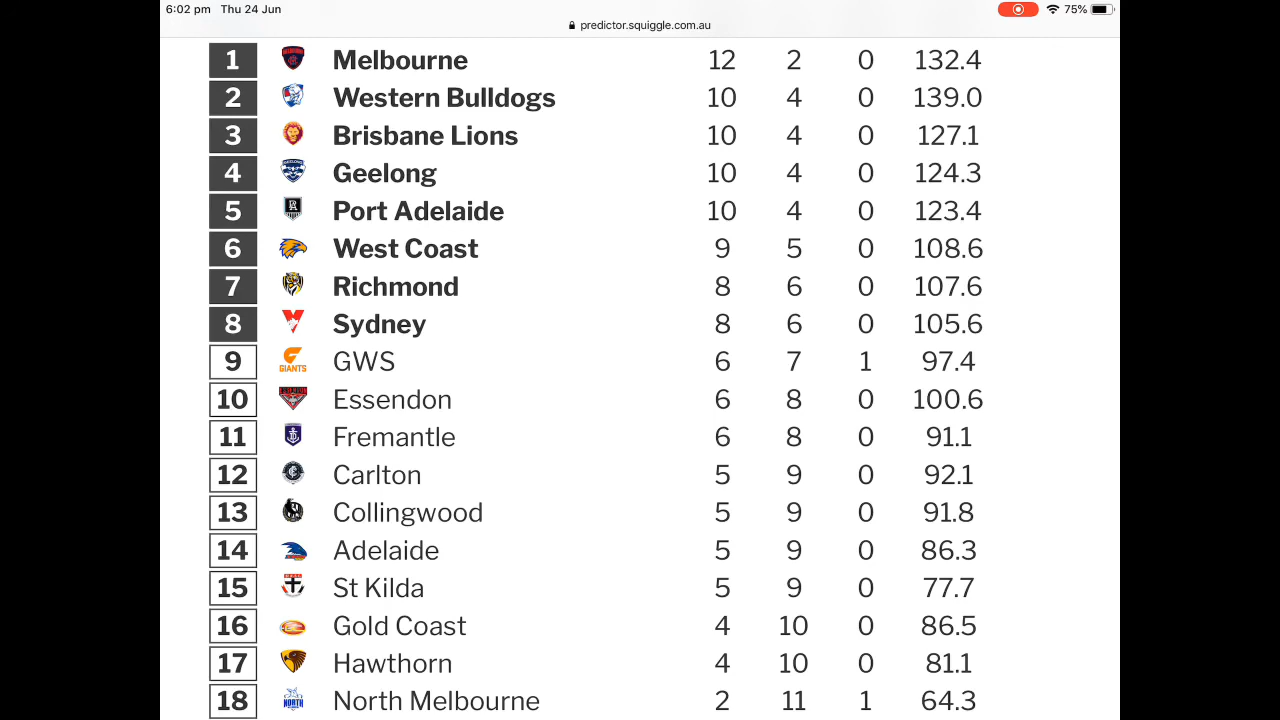 6:02 pm Thu 24 Jun 75%
predictor.squiggle.com.au
1 Melbourne 12 2 0 132.4
2 Western Bulldogs 10 4 0 139.0
3 Brisbane Lions 10 4 0 127.1
4 Geelong 10 4 0 124.3
5 Port Adelaide 10 4 0 123.4
6 West Coast 9 5 0 108.6
7 Richmond 8 6 0 107.6
8 Sydney 8 6 0 105.6
9 GIANTS GWS 6 7 1 97.4
10 Essendon 6 8 0 100.6
11 Fremantle 6 8 0 91.1
12 Carlton 5 9 0 92.1
13 Collingwood 5 9 0 91.8
14 Adelaide 5 9 0 86.3
15 St Kilda 5 9 0 77.7
16 Gold Coast 4 10 0 86.5
17 Hawthorn 4 10 0 81.1
18 NORTH North Melbourne 2 11 1 64.3